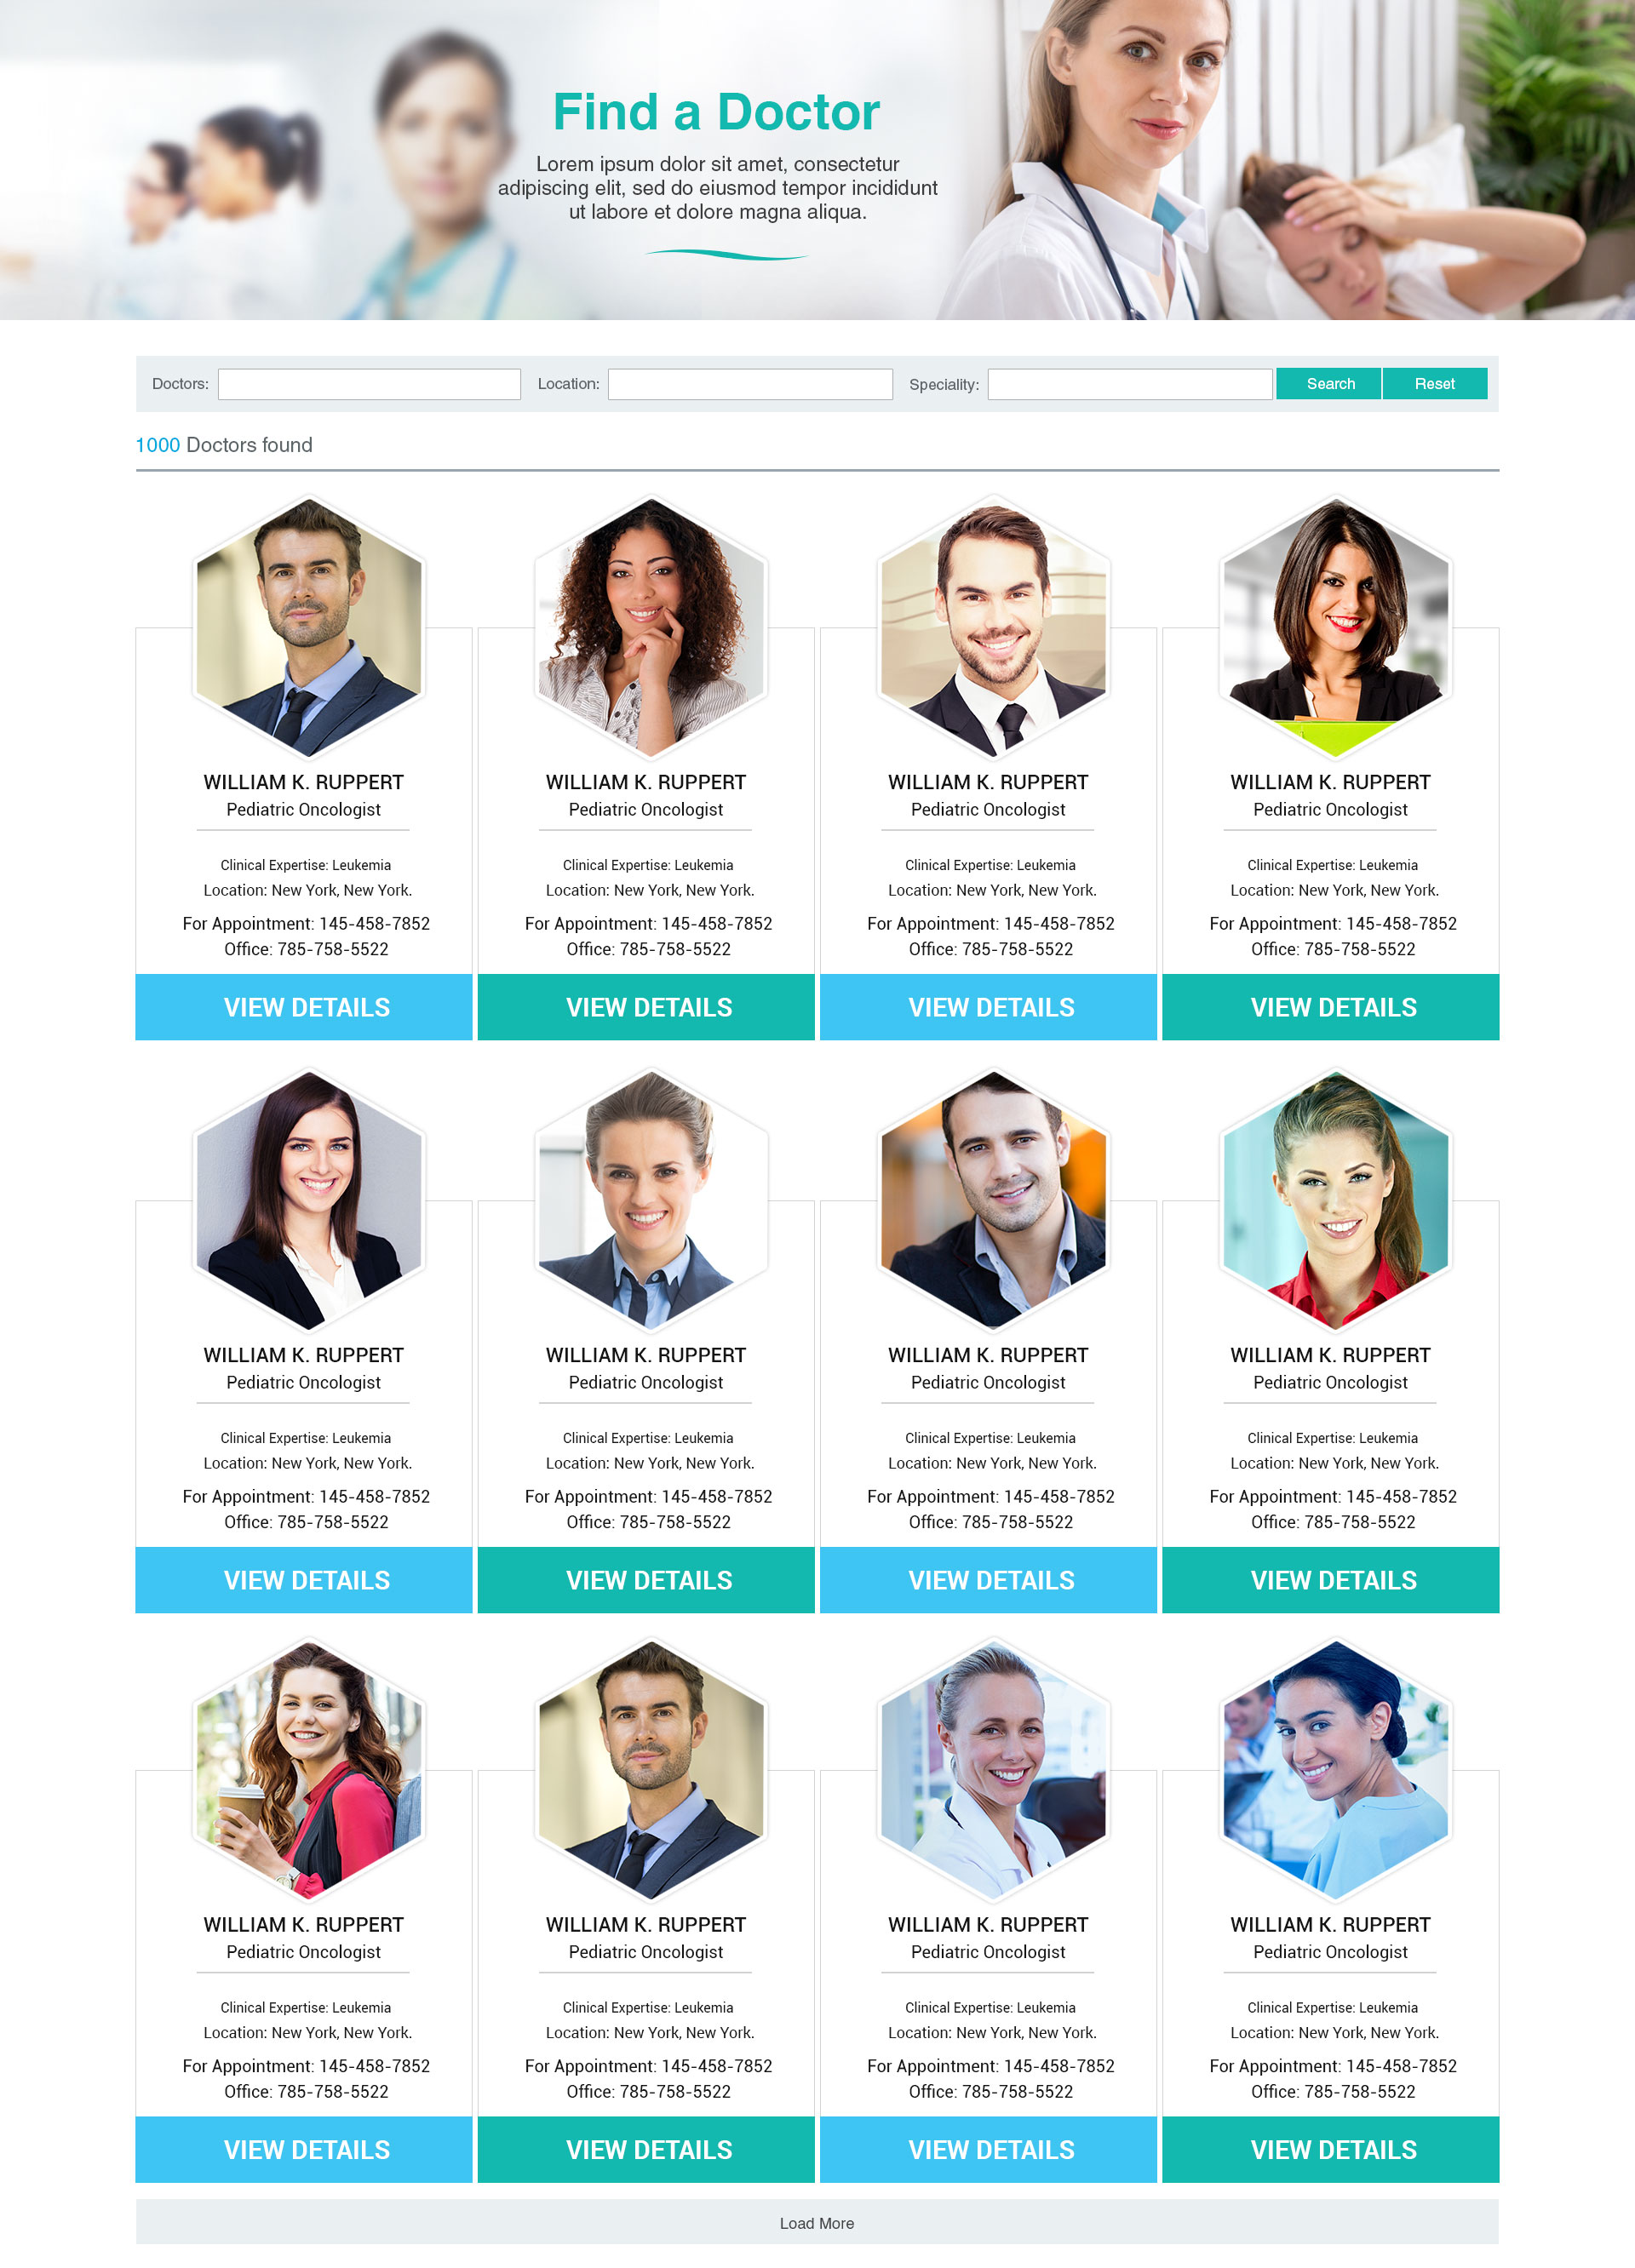 Find a Doctor
Lorem ipsum dolor sit amet, consectetur
adipiscing elit, sed do eiusmod tempor incididunt
ut labore et dolore magna aliqua.
Doctors: Location: Speciality: Search Reset
1000 Doctors found
WILLIAM K. RUPPERT
Pediatric Oncologist
Clinical Expertise: Leukemia
Location: New York, New York.
For Appointment: 145-458-7852
Office: 785-758-5522
VIEW DETAILS
WILLIAM K. RUPPERT
Pediatric Oncologist
Clinical Expertise: Leukemia
Location: New York, New York.
For Appointment: 145-458-7852
Office: 785-758-5522
VIEW DETAILS
WILLIAM K. RUPPERT
Pediatric Oncologist
Clinical Expertise: Leukemia
Location: New York, New York.
For Appointment: 145-458-7852
Office: 785-758-5522
VIEW DETAILS
WILLIAM K. RUPPERT
Pediatric Oncologist
Clinical Expertise: Leukemia
Location: New York, New York.
For Appointment: 145-458-7852
Office: 785-758-5522
VIEW DETAILS
WILLIAM K. RUPPERT
Pediatric Oncologist
Clinical Expertise: Leukemia
Location: New York, New York.
For Appointment: 145-458-7852
Office: 785-758-5522
VIEW DETAILS
WILLIAM K. RUPPERT
Pediatric Oncologist
Clinical Expertise: Leukemia
Location: New York, New York.
For Appointment: 145-458-7852
Office: 785-758-5522
VIEW DETAILS
WILLIAM K. RUPPERT
Pediatric Oncologist
Clinical Expertise: Leukemia
Location: New York, New York.
For Appointment: 145-458-7852
Office: 785-758-5522
VIEW DETAILS
WILLIAM K. RUPPERT
Pediatric Oncologist
Clinical Expertise: Leukemia
Location: New York, New York.
For Appointment: 145-458-7852
Office: 785-758-5522
VIEW DETAILS
WILLIAM K. RUPPERT
Pediatric Oncologist
Clinical Expertise: Leukemia
Location: New York, New York.
For Appointment: 145-458-7852
Office: 785-758-5522
VIEW DETAILS
WILLIAM K. RUPPERT
Pediatric Oncologist
Clinical Expertise: Leukemia
Location: New York, New York.
For Appointment: 145-458-7852
Office: 785-758-5522
VIEW DETAILS
WILLIAM K. RUPPERT
Pediatric Oncologist
Clinical Expertise: Leukemia
Location: New York, New York.
For Appointment: 145-458-7852
Office: 785-758-5522
VIEW DETAILS
WILLIAM K. RUPPERT
Pediatric Oncologist
Clinical Expertise: Leukemia
Location: New York, New York.
For Appointment: 145-458-7852
Office: 785-758-5522
VIEW DETAILS
Load More